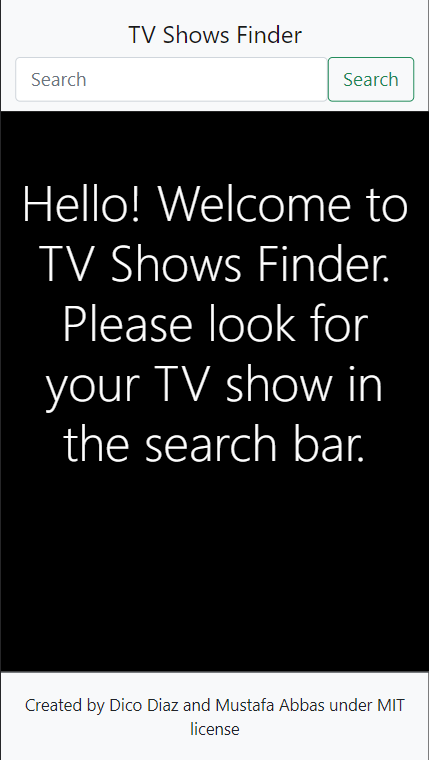 TV Shows Finder
Search Search
Hello! Welcome to
TV Shows Finder.
Please look for
your TV show in
the search bar.
Created by Dico Diaz and Mustafa Abbas under MIT
license